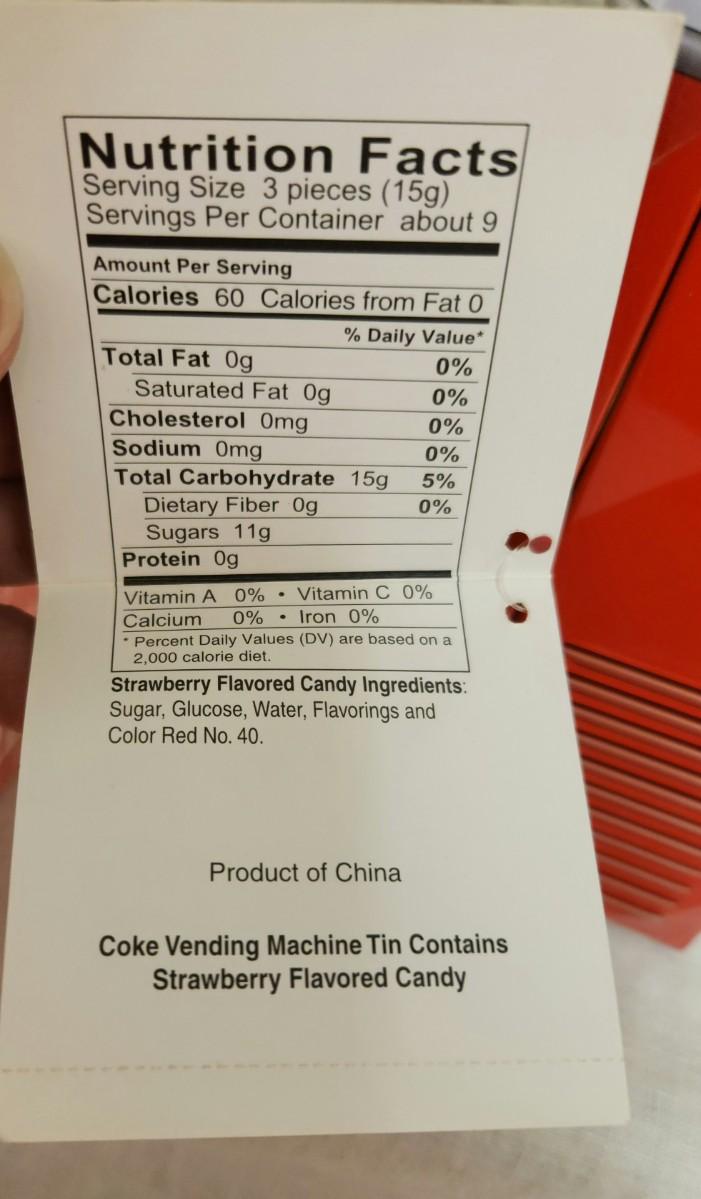 Nutrition Facts
Serving Size 3 pieces (15g)
Servings Per Container about 9
Amount Per Serving
Calories 60 Calories from Fat 0
% Daily Value*
Total Fat 0g 0%
Saturated Fat 0g 0%
Cholesterol 0mg 0%
Sodium 0mg 0%
Total Carbohydrate 15g 5%
Dietary Fiber 0g 0%
Sugars 11g
Protein 0g
Vitamin A 0% • Vitamin C 0%
Calcium 0% • Iron 0%
* Percent Daily Values (DV) are based on a
2,000 calorie diet.
Strawberry Flavored Candy Ingredients:
Sugar, Glucose, Water, Flavorings and
Color Red No. 40.
Product of China
Coke Vending Machine Tin Contains
Strawberry Flavored Candy